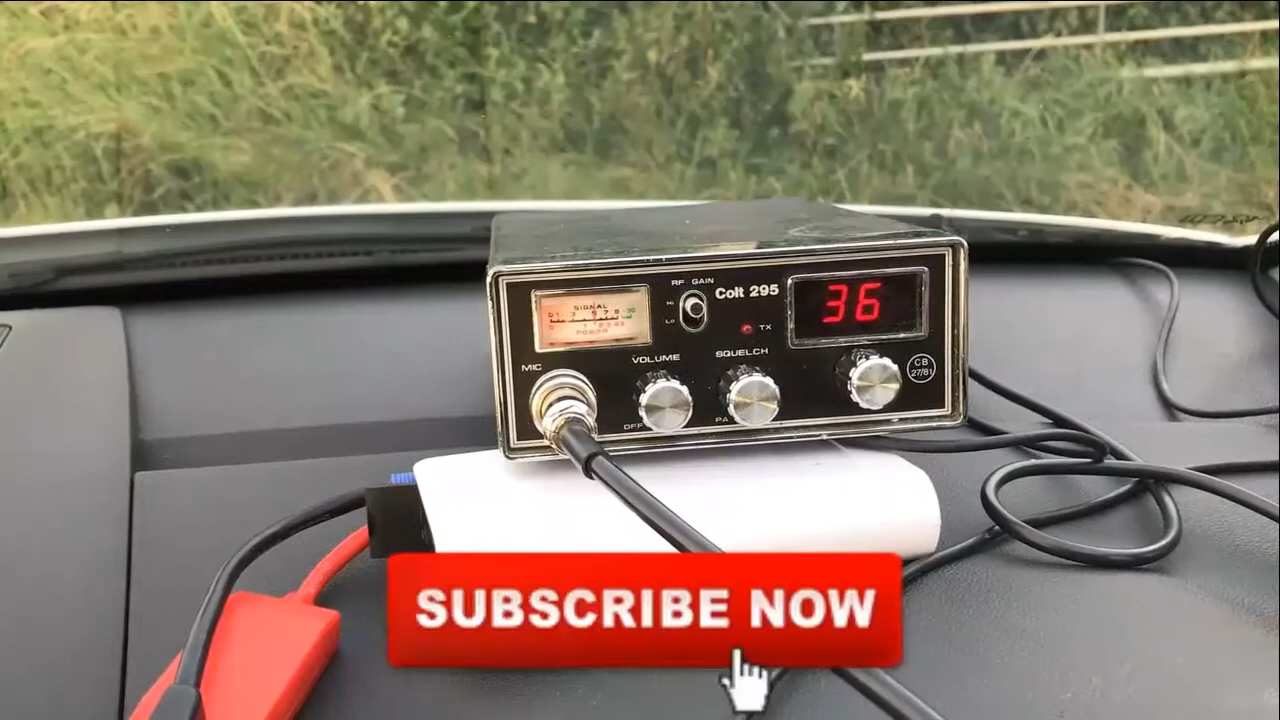 RF GAIN
Colt 295
36
SIGNAL
POWER
Hi
Lo
TX
VOLUME
SQUELCH
MIC
CB
27/81
OFF
PA
SUBSCRIBE NOW